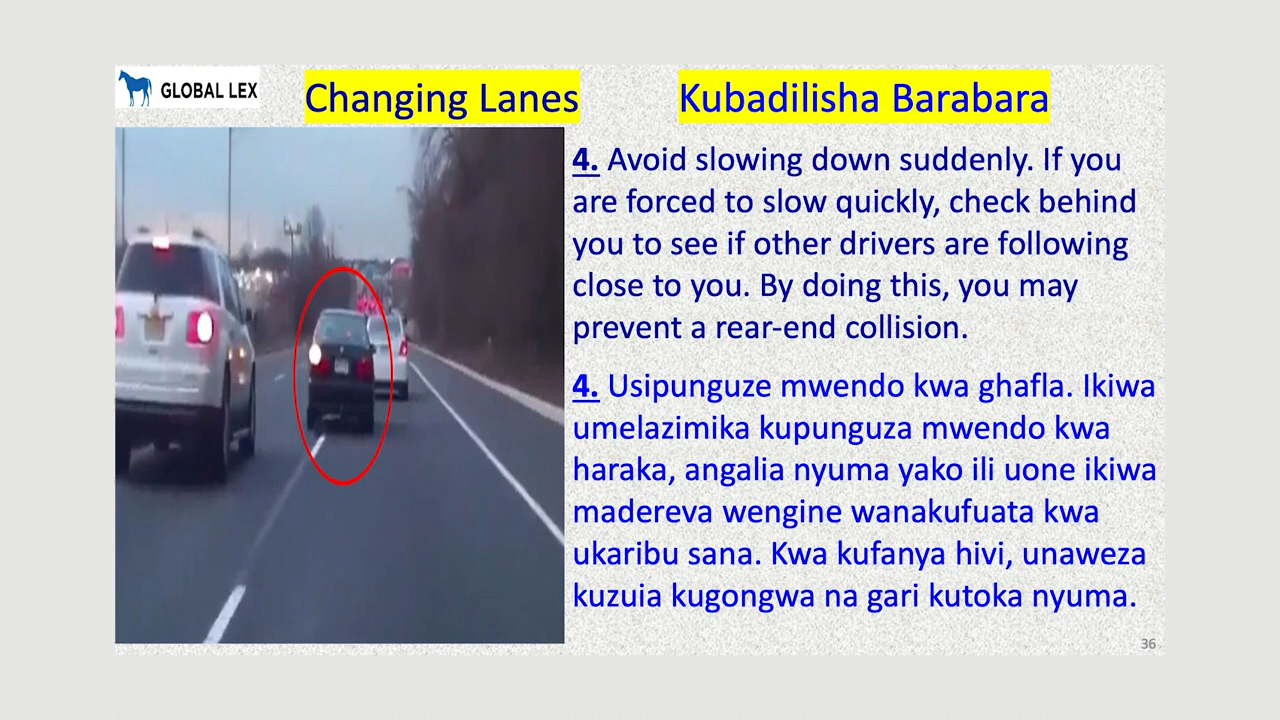 GLOBAL LEX
Changing Lanes
Kubadilisha Barabara
4. Avoid slowing down suddenly. If you
are forced to slow quickly, check behind
you to see if other drivers are following
close to you. By doing this, you may
prevent a rear-end collision.
4. Usipunguze mwendo kwa ghafla. Ikiwa
umelazimika kupunguza mwendo kwa
haraka, angalia nyuma yako ili uone ikiwa
madereva wengine wanakufuata kwa
ukaribu sana. Kwa kufanya hivi, unaweza
kuzuia kugongwa na gari kutoka nyuma.
36